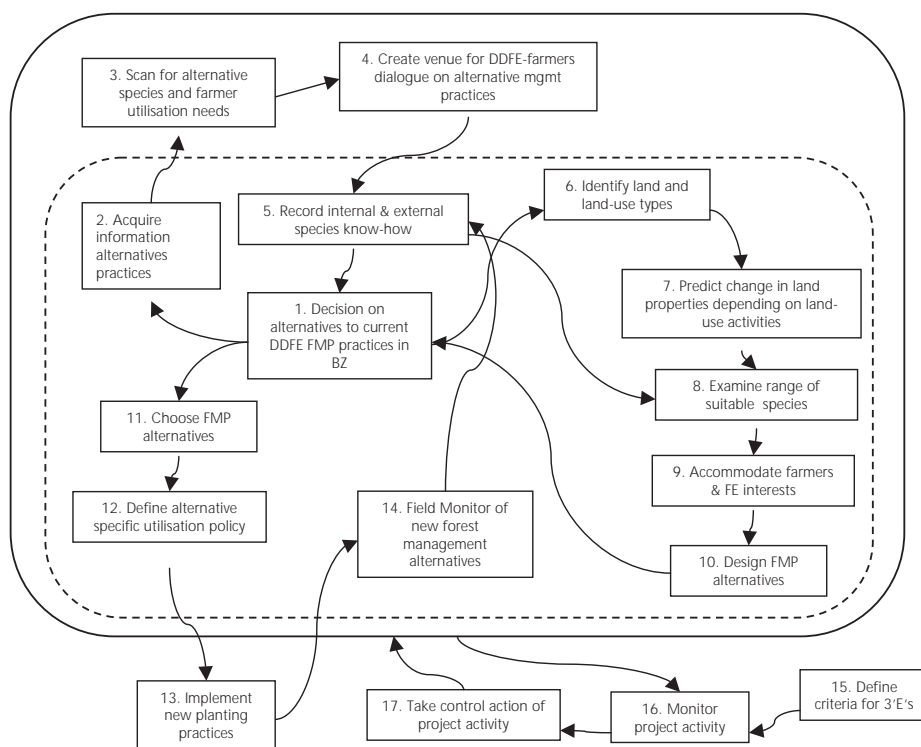 3. Scan for alternative
species and farmer
utilisation needs
4. Create venue for DDFE-farmers
dialogue on alternative mgmt
practices
2. Acquire
information
alternatives
practices
5. Record internal & external
species know-how
6. Identify land and
land-use types
1. Decision on
alternatives to current
DDFE FMP practices in
BZ
7. Predict change in land
properties depending on land-
use activities
8. Examine range of
suitable species
11. Choose FMP
alternatives
9. Accommodate farmers
& FE interests
12. Define alternative
specific utilisation policy
14. Field Monitor of
new forest
management
alternatives
10. Design FMP
alternatives
13. Implement
new planting
practices
17. Take control action of
project activity
16. Monitor
project activity
15. Define
criteria for 3'E's